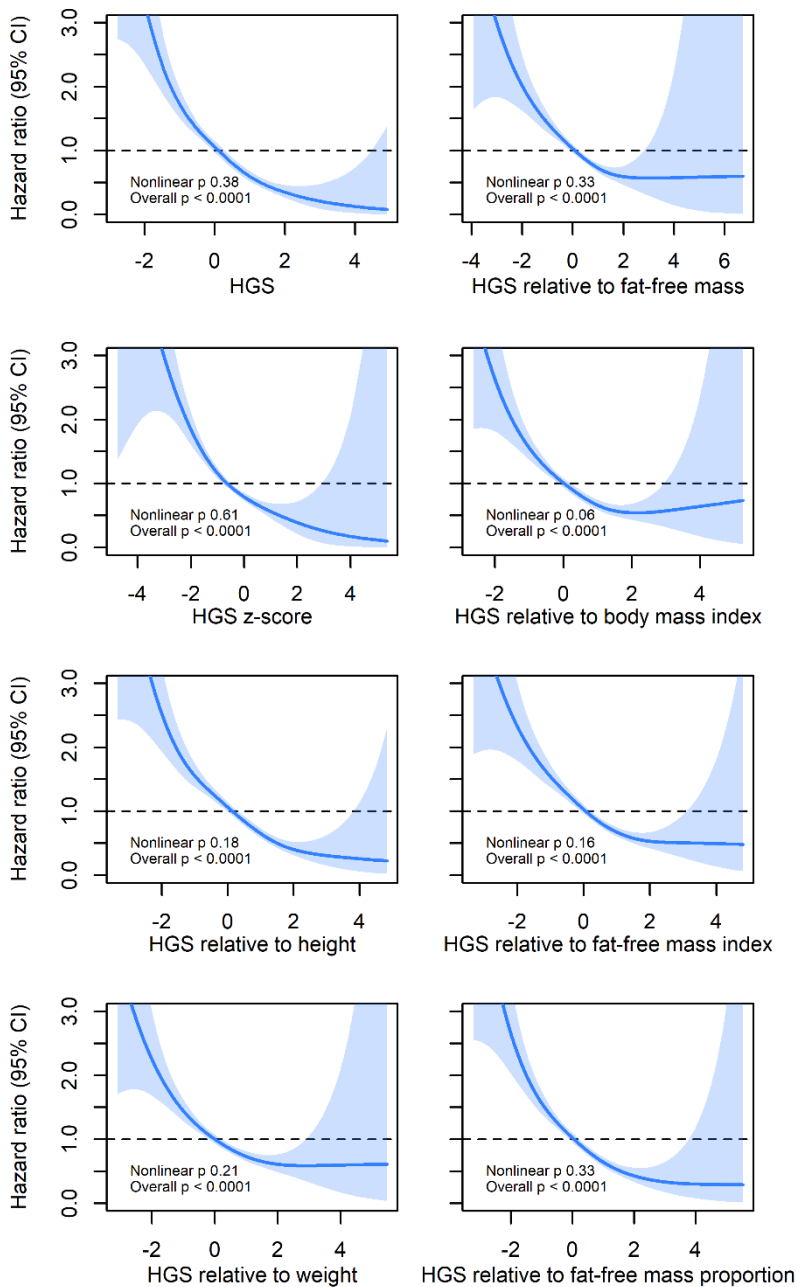 Hazard ratio (95% CI)
3.0
2.0
1.0
0.0
Nonlinear p 0.38
Overall p < 0.0001
-2 0 2 4
HGS
Nonlinear p 0.33
Overall p < 0.0001
-4 -2 0 2 4 6
HGS relative to fat-free mass
Hazard ratio (95% CI)
3.0
2.0
1.0
0.0
Nonlinear p 0.61
Overall p < 0.0001
-4 -2 0 2 4
HGS z-score
Nonlinear p 0.06
Overall p < 0.0001
-2 0 2 4
HGS relative to body mass index
Hazard ratio (95% CI)
3.0
2.0
1.0
0.0
Nonlinear p 0.18
Overall p < 0.0001
-2 0 2 4
HGS relative to height
Nonlinear p 0.16
Overall p < 0.0001
-2 0 2 4
HGS relative to fat-free mass index
Hazard ratio (95% CI)
3.0
2.0
1.0
0.0
Nonlinear p 0.21
Overall p < 0.0001
-2 0 2 4
HGS relative to weight
Nonlinear p 0.33
Overall p < 0.0001
-2 0 2 4
HGS relative to fat-free mass proportion